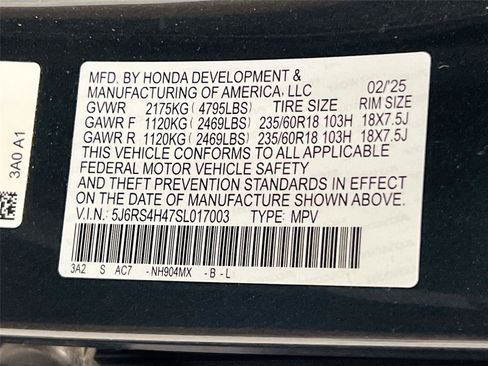 MFD. BY HONDA DEVELOPMENT &
MANUFACTURING OF AMERICA, LLC 02/'25
GVWR 2175KG( 4795LBS) TIRE SIZE RIM SIZE
GAWR F 1120KG( 2469LBS) 235/60R18 103H 18X7.5J
GAWR R 1120KG( 2469LBS) 235/60R18 103H 18X7.5J
THIS VEHICLE CONFORMS TO ALL APPLICABLE
FEDERAL MOTOR VEHICLE SAFETY
AND THEFT PREVENTION STANDARDS IN EFFECT
ON THE DATE OF MANUFACTURE SHOWN ABOVE.
V.I.N: 5J6RS4H47SL017003 TYPE: MPV
3A2 S AC7 -NH904MX -B-L
3A0 A1